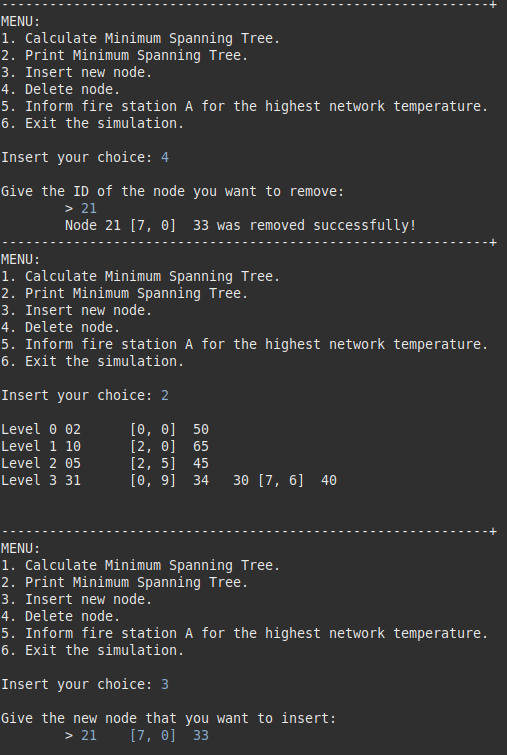 -------------------------------------------------------------+
MENU:
1. Calculate Minimum Spanning Tree.
2. Print Minimum Spanning Tree.
3. Insert new node.
4. Delete node.
5. Inform fire station A for the highest network temperature.
6. Exit the simulation.
Insert your choice: 4
Give the ID of the node you want to remove:
> 21
Node 21 [7, 0]  33 was removed successfully!
-------------------------------------------------------------+
MENU:
1. Calculate Minimum Spanning Tree.
2. Print Minimum Spanning Tree.
3. Insert new node.
4. Delete node.
5. Inform fire station A for the highest network temperature.
6. Exit the simulation.
Insert your choice: 2
Level 0 02      [0, 0]  50
Level 1 10      [2, 0]  65
Level 2 05      [2, 5]  45
Level 3 31      [0, 9]  34   30 [7, 6]  40
-------------------------------------------------------------+
MENU:
1. Calculate Minimum Spanning Tree.
2. Print Minimum Spanning Tree.
3. Insert new node.
4. Delete node.
5. Inform fire station A for the highest network temperature.
6. Exit the simulation.
Insert your choice: 3
Give the new node that you want to insert:
> 21    [7, 0]  33